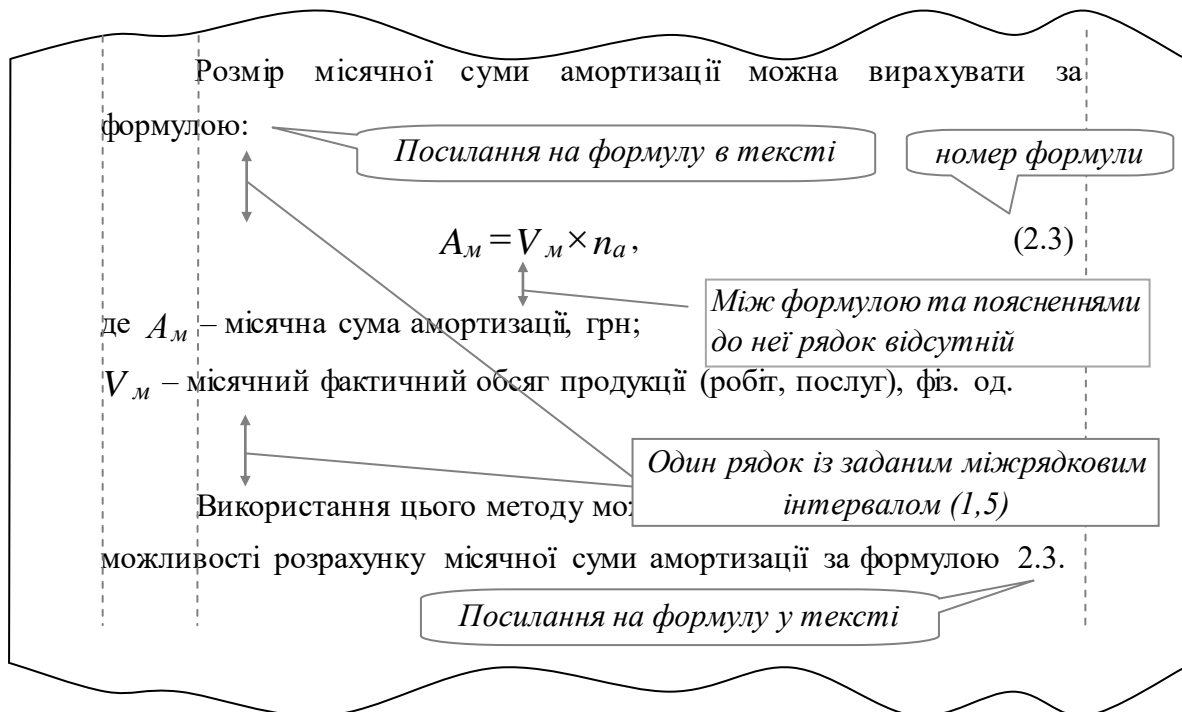 Розмір місячної суми амортизації можна вирахувати за
формулою:
Посилання на формулу в тексті
номер формули
Aм = Vм × nа, (2.3)
Між формулою та поясненнями
до неї рядок відсутній
де Aм – місячна сума амортизації, грн;
Vм – місячний фактичний обсяг продукції (робіт, послуг), фіз. од.
Один рядок із заданим міжрядковим
інтервалом (1,5)
Використання цього методу
можливості розрахунку місячної суми амортизації за формулою 2.3.
Посилання на формулу у тексті